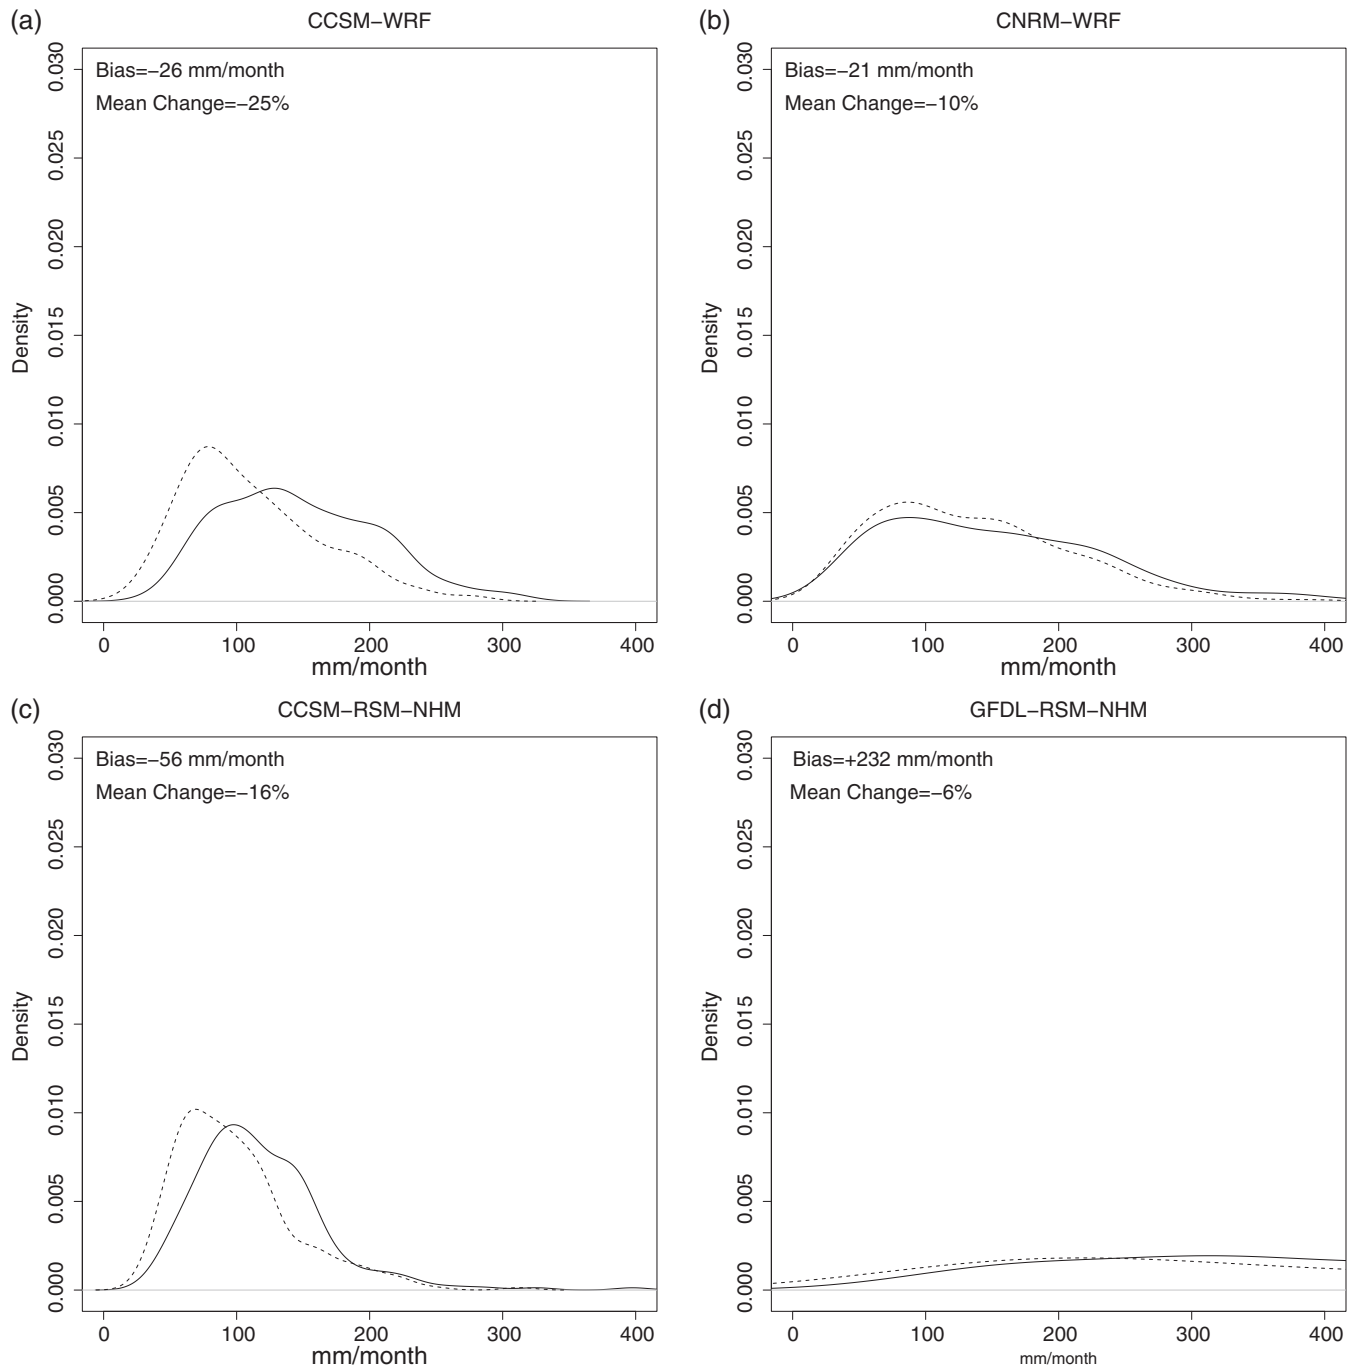 (a)
CCSM−WRF
Bias=−26 mm/month
Mean Change=−25%
Density
0.000
0.005
0.010
0.015
0.020
0.025
0.030
0
100
200
300
400
mm/month
(b)
CNRM−WRF
Bias=−21 mm/month
Mean Change=−10%
Density
0.000
0.005
0.010
0.015
0.020
0.025
0.030
0
100
200
300
400
mm/month
(c)
CCSM−RSM−NHM
Bias=−56 mm/month
Mean Change=−16%
Density
0.000
0.005
0.010
0.015
0.020
0.025
0.030
0
100
200
300
400
mm/month
(d)
GFDL−RSM−NHM
Bias=+232 mm/month
Mean Change=−6%
Density
0.000
0.005
0.010
0.015
0.020
0.025
0.030
0
100
200
300
400
mm/month